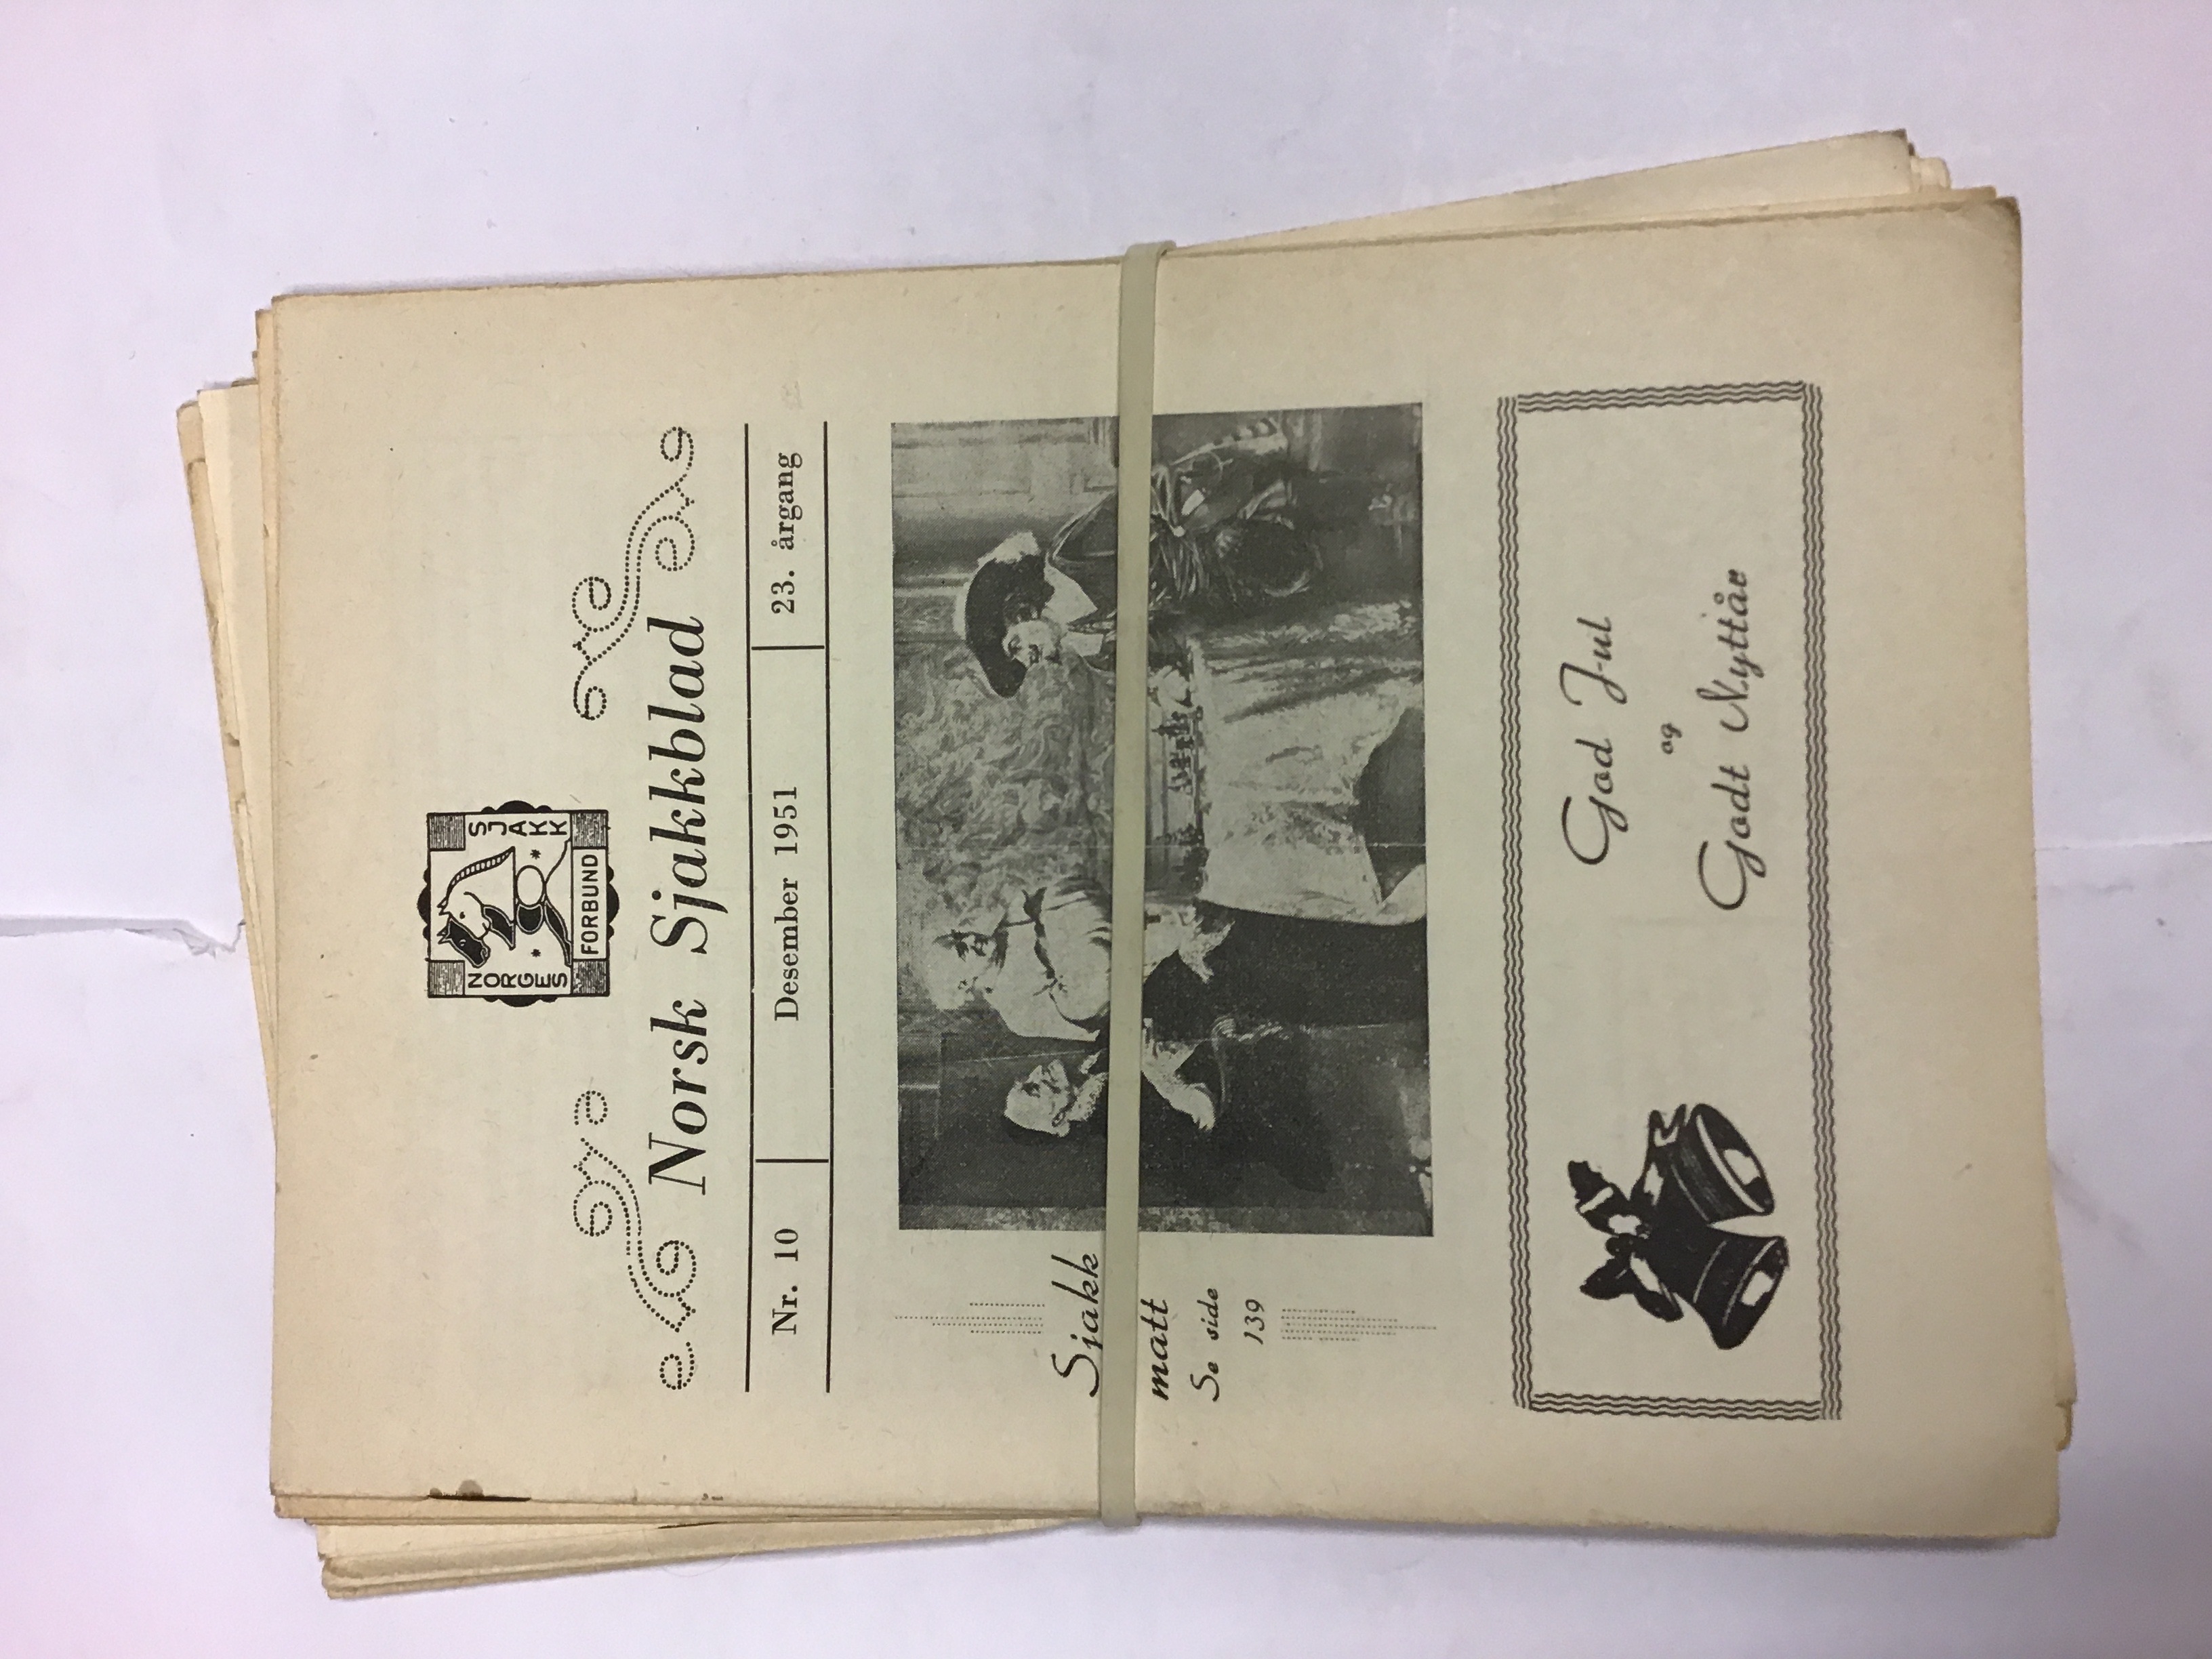 NORGES
SJAKK
FORBUND
Norsk Sjakkblad
Nr. 10
Desember 1951
23. årgang
Sjakk
matt
Se side
139
God Jul
og
Godt Nyttår